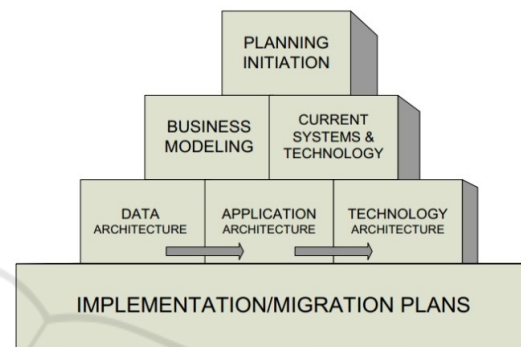 PLANNING
INITIATION
BUSINESS
MODELING
CURRENT
SYSTEMS &
TECHNOLOGY
DATA
ARCHITECTURE
APPLICATION
ARCHITECTURE
TECHNOLOGY
ARCHITECTURE
IMPLEMENTATION/MIGRATION PLANS